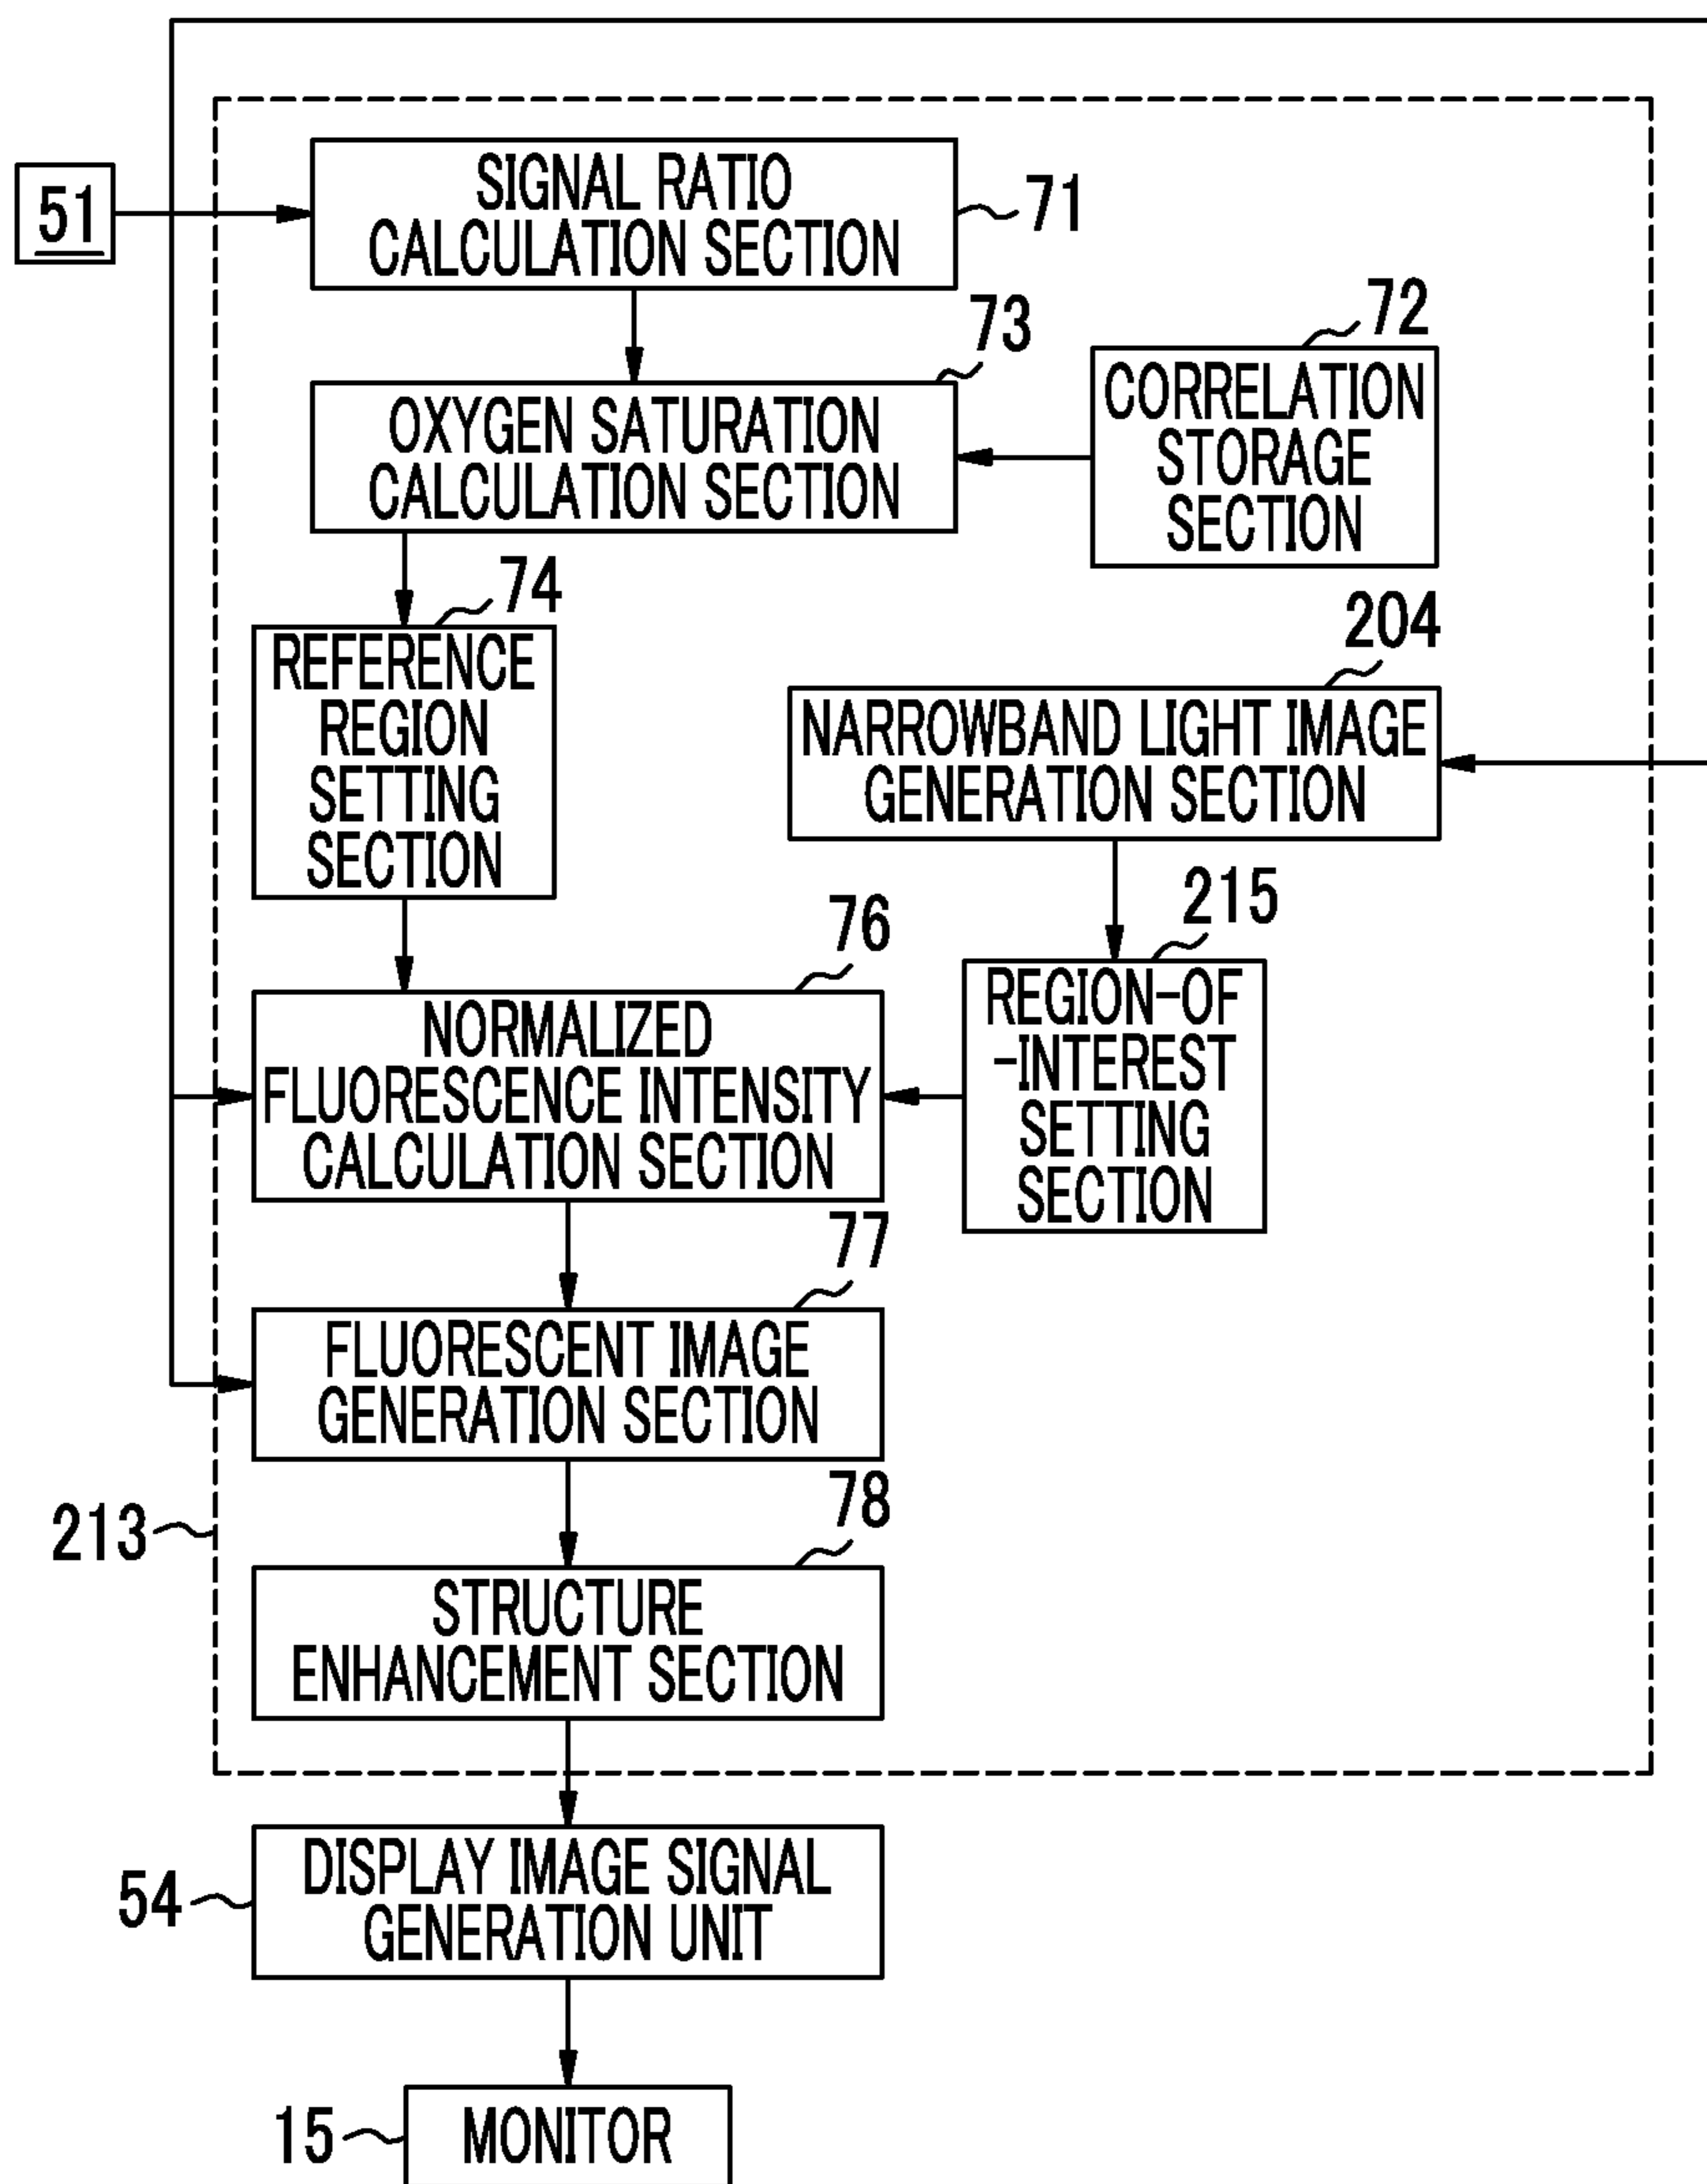 51
SIGNAL RATIO
CALCULATION SECTION
71
73
72
OXYGEN SATURATION
CALCULATION SECTION
CORRELATION
STORAGE
SECTION
74
204
REFERENCE
REGION
SETTING
SECTION
NARROWBAND LIGHT IMAGE
GENERATION SECTION
76
215
NORMALIZED
FLUORESCENCE INTENSITY
CALCULATION SECTION
REGION-OF
-INTEREST
SETTING
SECTION
77
FLUORESCENT IMAGE
GENERATION SECTION
213
78
STRUCTURE
ENHANCEMENT SECTION
54
DISPLAY IMAGE SIGNAL
GENERATION UNIT
15
MONITOR